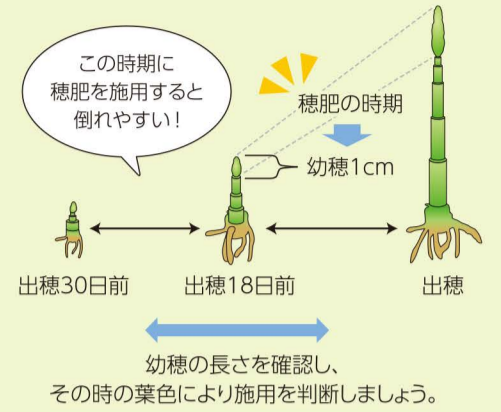 この時期に
穂肥を施用すると
倒れやすい!
穂肥の時期
幼穂1cm
出穂30日前
出穂18日前
出穂
幼穂の長さを確認し、
その時の葉色により施用を判断しましょう。